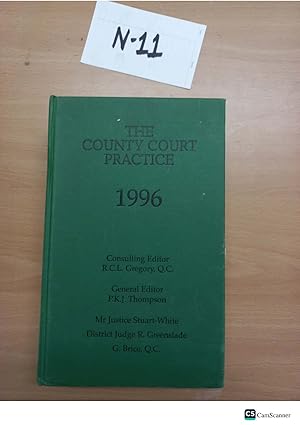 N-11
THE
COUNTY COURT
PRACTICE
1996
Consulting Editor
R.C.L. Gregory, Q.C.
General Editor
P.K.J. Thompson
Mr Justice Stuart-White
District Judge R. Greenslade
G. Brice, Q.C.
CS CamScanner